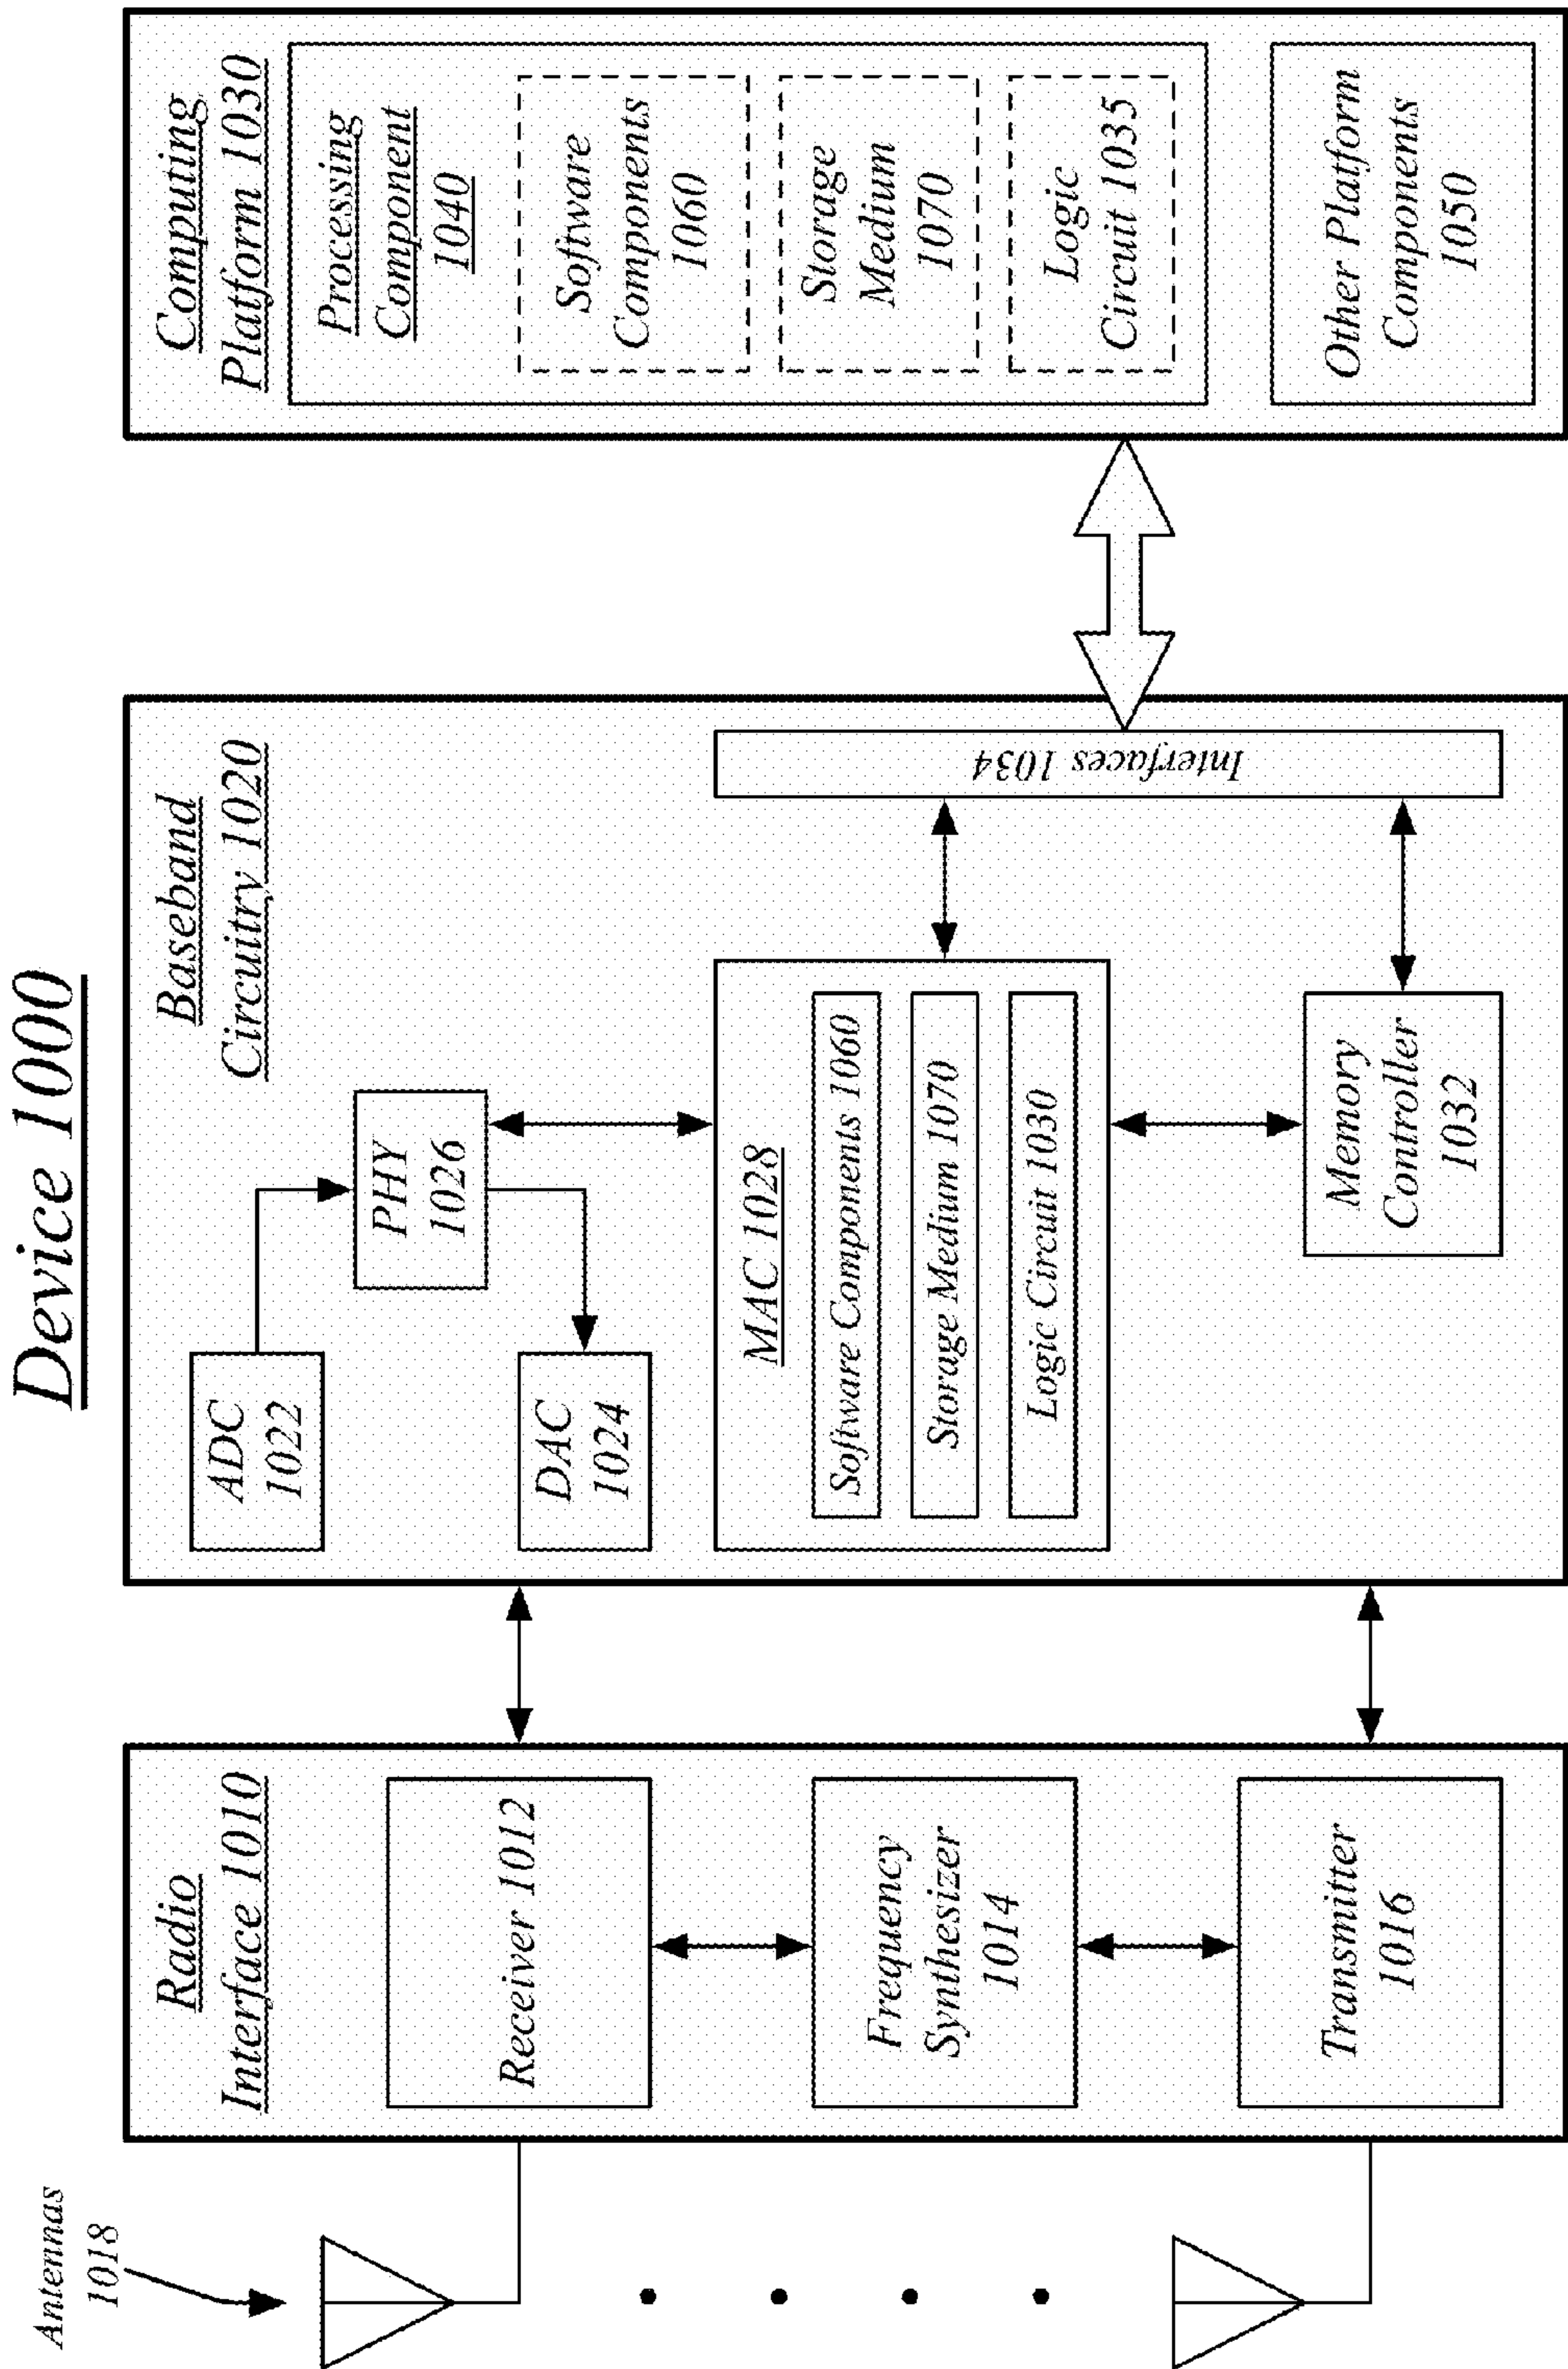 Device 1000
Antennas
1018
Radio
Interface 1010
Receiver 1012
Frequency
Synthesizer
1014
Transmitter
1016
Baseband
Circuitry 1020
ADC
1022
PHY
1026
DAC
1024
MAC 1028
Software Components 1060
Storage Medium 1070
Logic Circuit 1030
Memory
Controller
1032
Interfaces 1034
Computing
Platform 1030
Processing
Component
1040
Software
Components
1060
Storage
Medium
1070
Logic
Circuit 1035
Other Platform
Components
1050